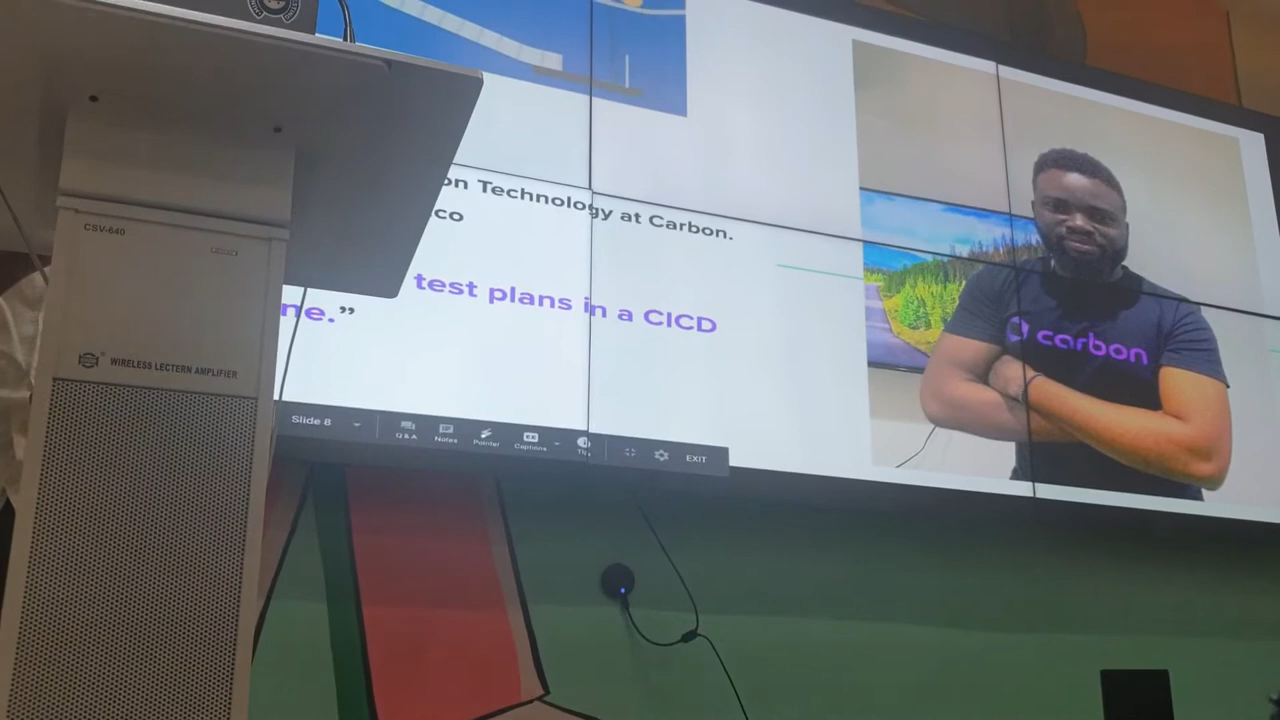 on Technology at Carbon.
.co
test plans in a CICD
ne.”
carbon
CSV-640
WIRELESS LECTERN AMPLIFIER
Slide 8
Q&A
Notes
Pointer
Captions
EXIT